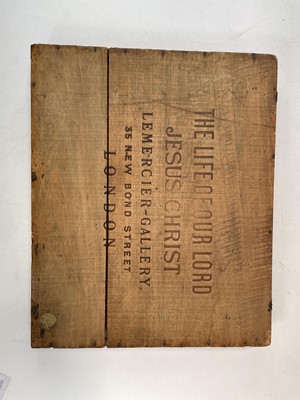 THE LIFE OF OUR LORD
JESUS CHRIST
LEMERCIER-GALLERY.
35 NEW BOND STREET
LONDON